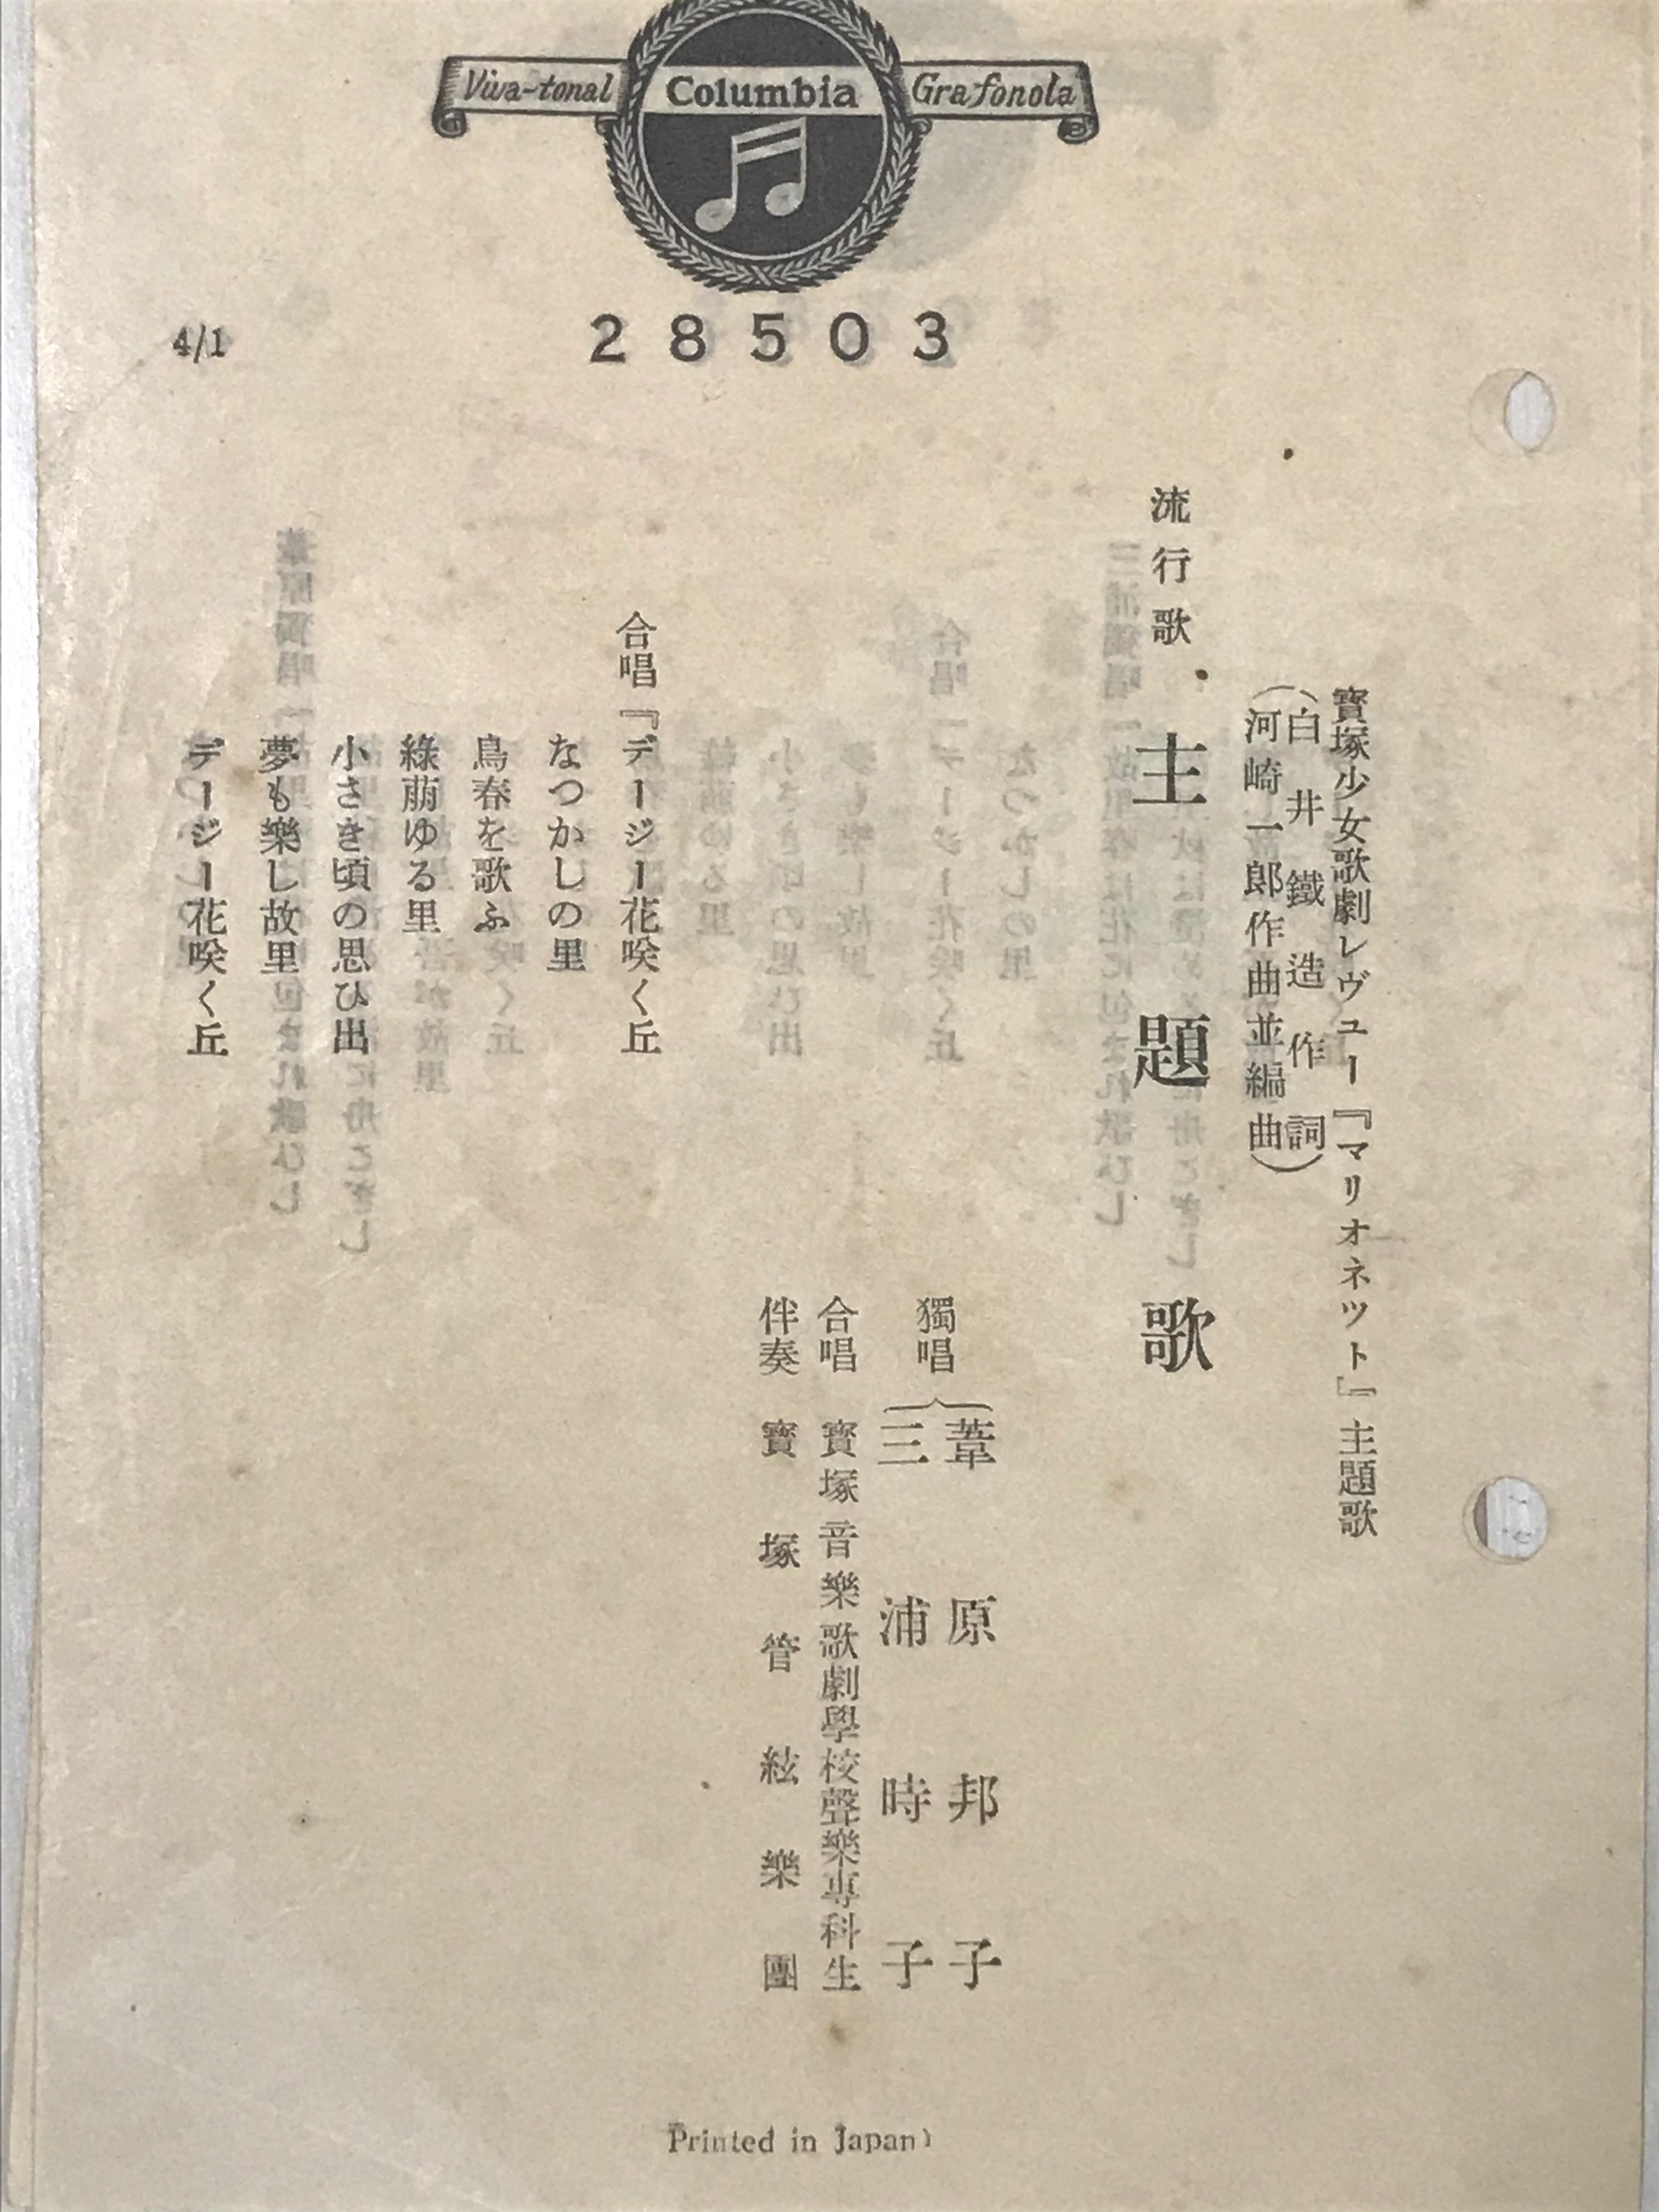 Viva-tonal Columbia Grafonola
28503
4/1
寶塚少女歌劇レヴュー『マリオネツト』主題歌
(白井鐵造作詞
河崎一郎作曲並編曲)
流行歌
主題歌
獨唱
葦原邦子
三浦時子
合唱 寶塚音樂歌劇學校聲樂専科生
伴奏 寶塚管絃樂團
合唱『デージー花咲く丘
なつかしの里
鳥春を歌ふ
綠萠ゆる里
小さき頃の思ひ出
夢も樂し故里
デージー花咲く丘
Printed in Japan)